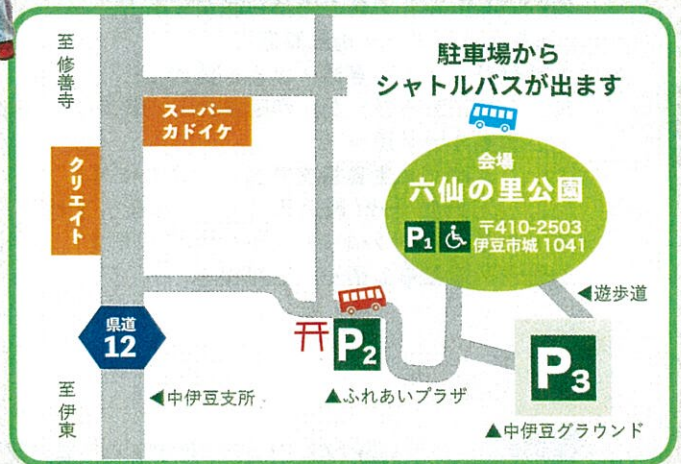 至 修善寺
駐車場から
シャトルバスが出ます
スーパー
カドイケ
クリエイト
会場
六仙の里公園
P1
〒410-2503
伊豆市城 1041
◀遊歩道
県道
12
P2
P3
至 伊東
◀中伊豆支所
▲ふれあいプラザ
▲中伊豆グラウンド